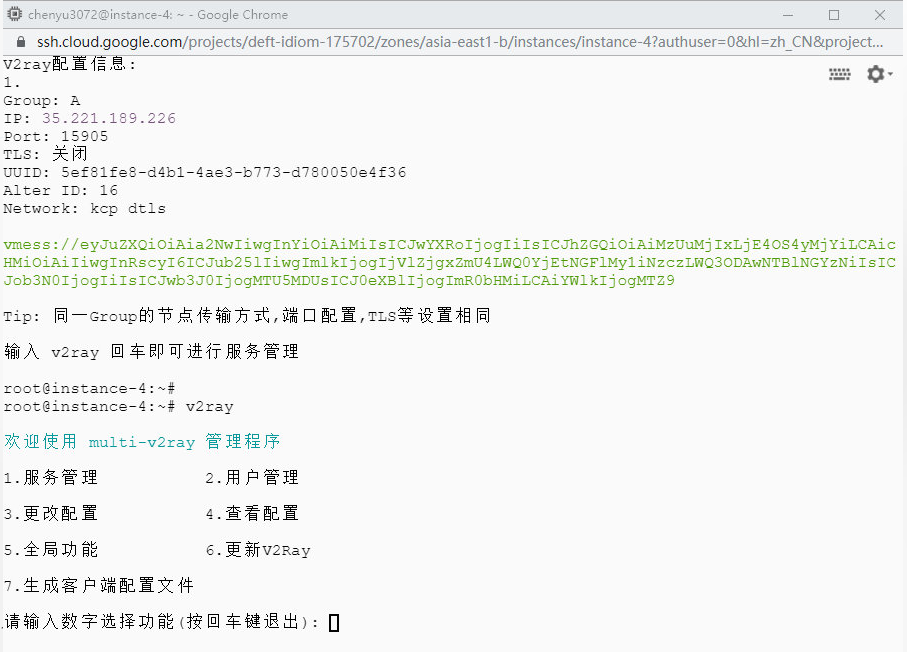 chenyu3072@instance-4: ~ - Google Chrome
ssh.cloud.google.com/projects/deft-idiom-175702/zones/asia-east1-b/instances/instance-4?authuser=0&hl=zh_CN&project...
V2ray配置信息:
1.
Group: A
IP: 35.221.189.226
Port: 15905
TLS: 关闭
UUID: 5ef81fe8-d4b1-4ae3-b773-d780050e4f36
Alter ID: 16
Network: kcp dtls
vmess://eyJuZXQiOiAia2NwIiwgInYiOiAiMiIsICJwYXRoIjogIiIsICJhZGQiOiAiMzUuMjIxLjE4OS4yMjYiLCAic
HMiOiAiIiwgInRscyI6ICJub25lIiwgImlkIjogIjVlZjgxZmU4LWQ0YjEtNGFlMy1iNzczLWQ3ODAwNTBlNGYzNiIsIC
Job3N0IjogIiIsICJwb3J0IjogMTU5MDUsICJ0eXBlIjogImR0bHMiLCAiYWlkIjogMTZ9
Tip: 同一Group的节点传输方式,端口配置,TLS等设置相同
输入 v2ray 回车即可进行服务管理
root@instance-4:~#
root@instance-4:~# v2ray
欢迎使用 multi-v2ray 管理程序
1.服务管理 2.用户管理
3.更改配置 4.查看配置
5.全局功能 6.更新V2Ray
7.生成客户端配置文件
请输入数字选择功能(按回车键退出):